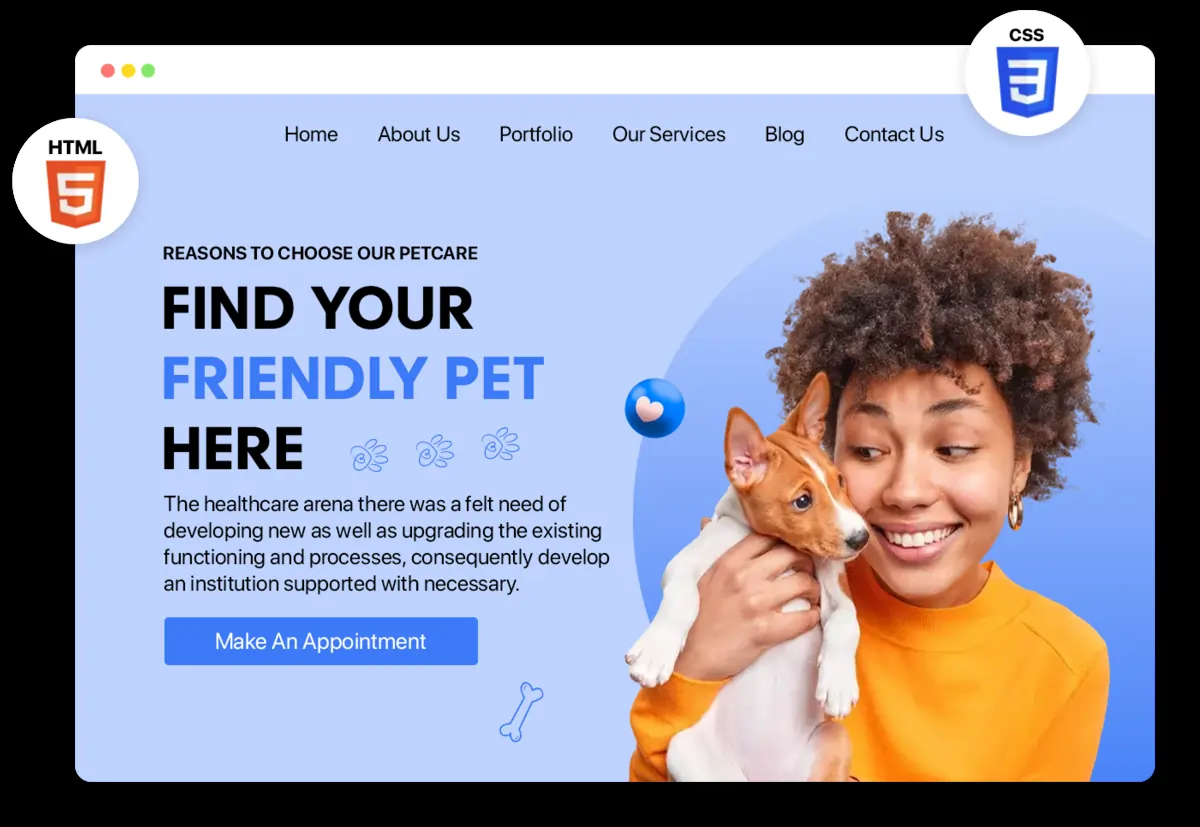 CSS
HTML
5
3
Home About Us Portfolio Our Services Blog Contact Us
REASONS TO CHOOSE OUR PETCARE
FIND YOUR
FRIENDLY PET
HERE
The healthcare arena there was a felt need of
developing new as well as upgrading the existing
functioning and processes, consequently develop
an institution supported with necessary.
Make An Appointment